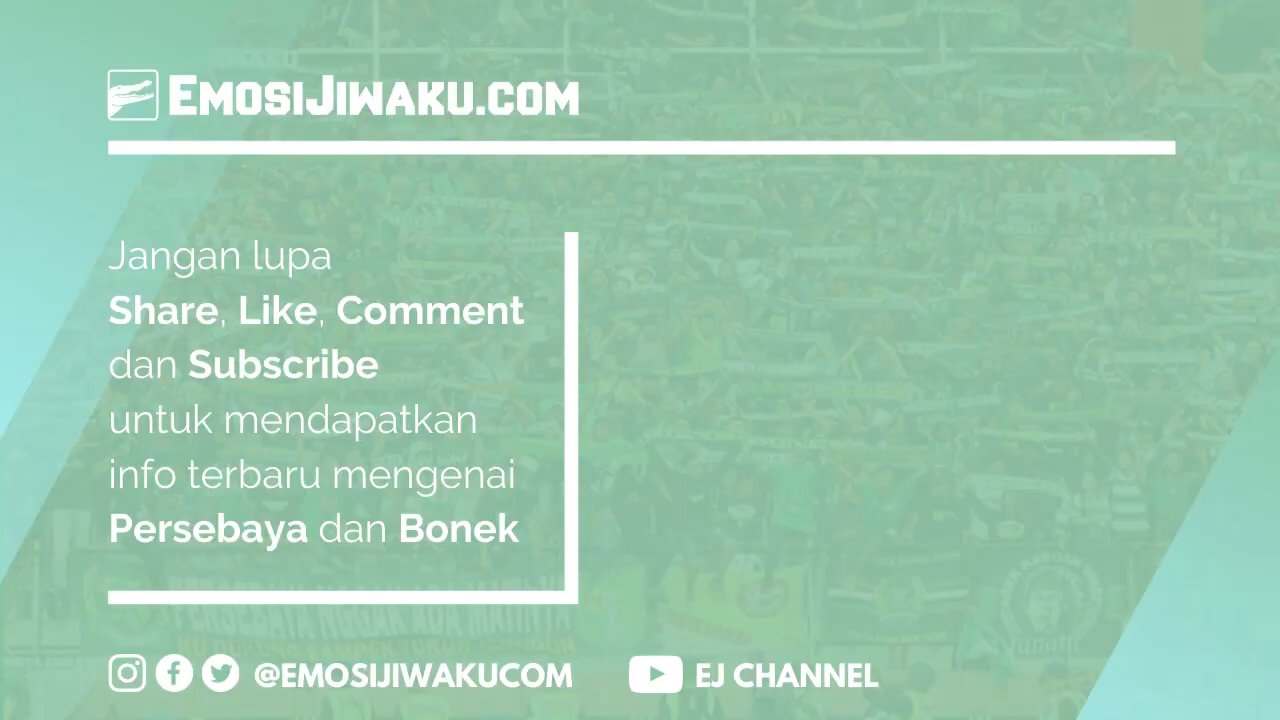 EMOSIJIWAKU.COM
Jangan lupa
Share, Like, Comment
dan Subscribe
untuk mendapatkan
info terbaru mengenai
Persebaya dan Bonek
@EMOSIJIWAKUCOM EJ CHANNEL